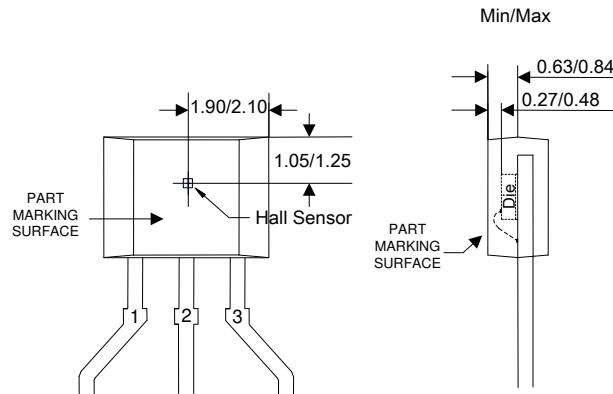 Min/Max
0.63/0.84
0.27/0.48
1.90/2.10
1.05/1.25
PART
MARKING
SURFACE
Hall Sensor
1
2
3
Die
PART
MARKING
SURFACE